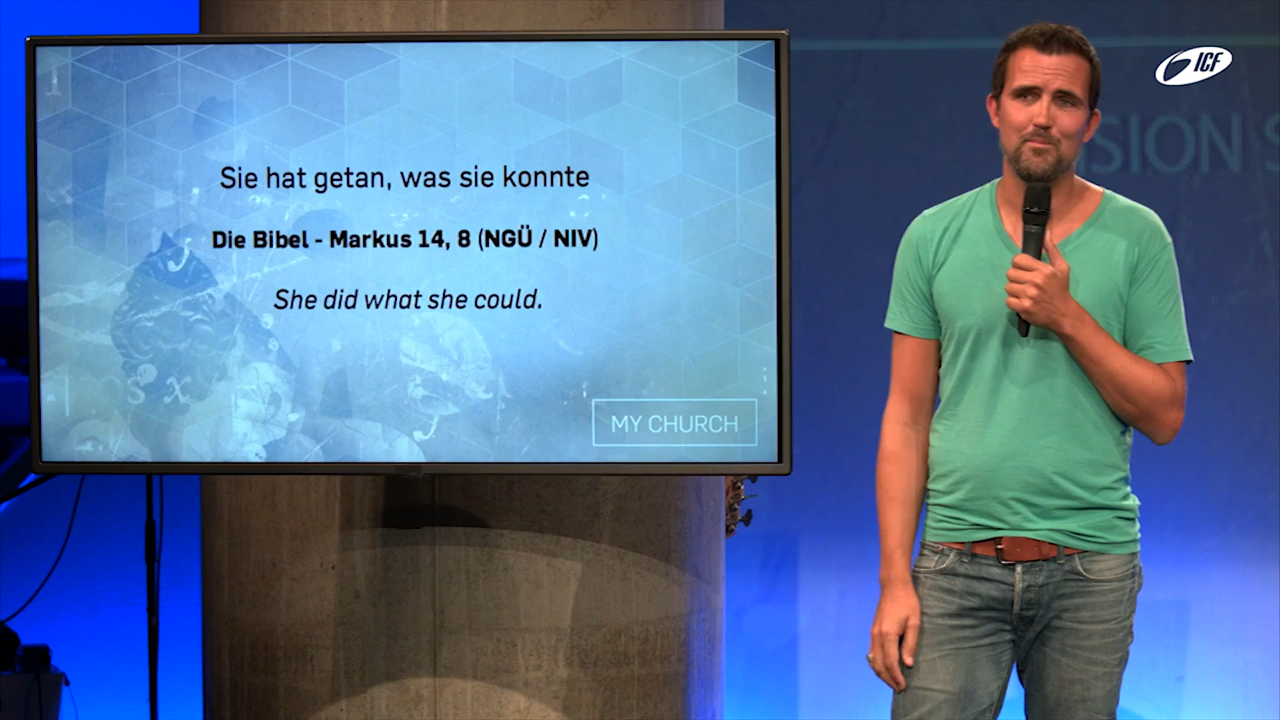 Sie hat getan, was sie konnte
Die Bibel - Markus 14, 8 (NGÜ / NIV)
She did what she could.
MY CHURCH
ICF
SION S